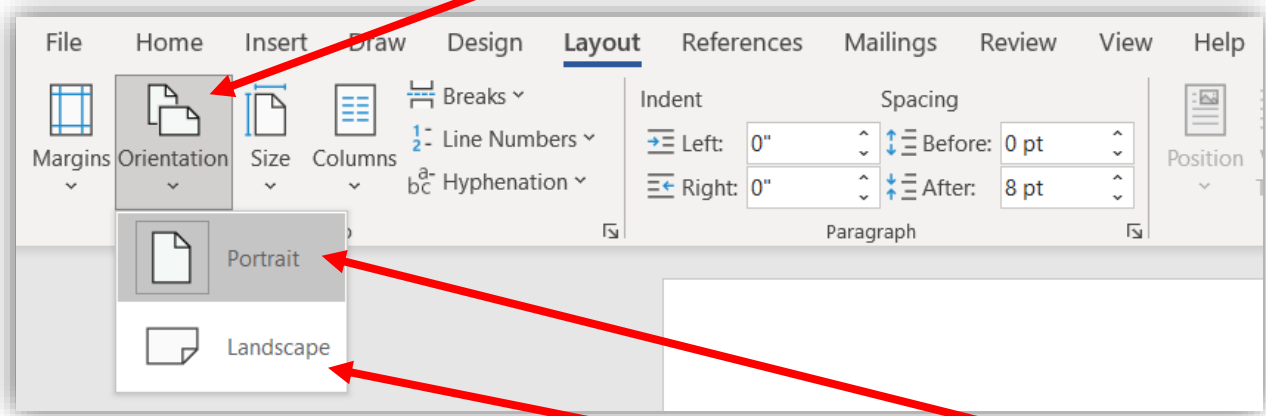 File Home Insert Draw Design Layout References Mailings Review View Help
Margins Orientation Size Columns
Breaks
Line Numbers
Hyphenation
Indent
Left: 0"
Right: 0"
Spacing
Before: 0 pt
After: 8 pt
Paragraph
Position
Portrait
Landscape